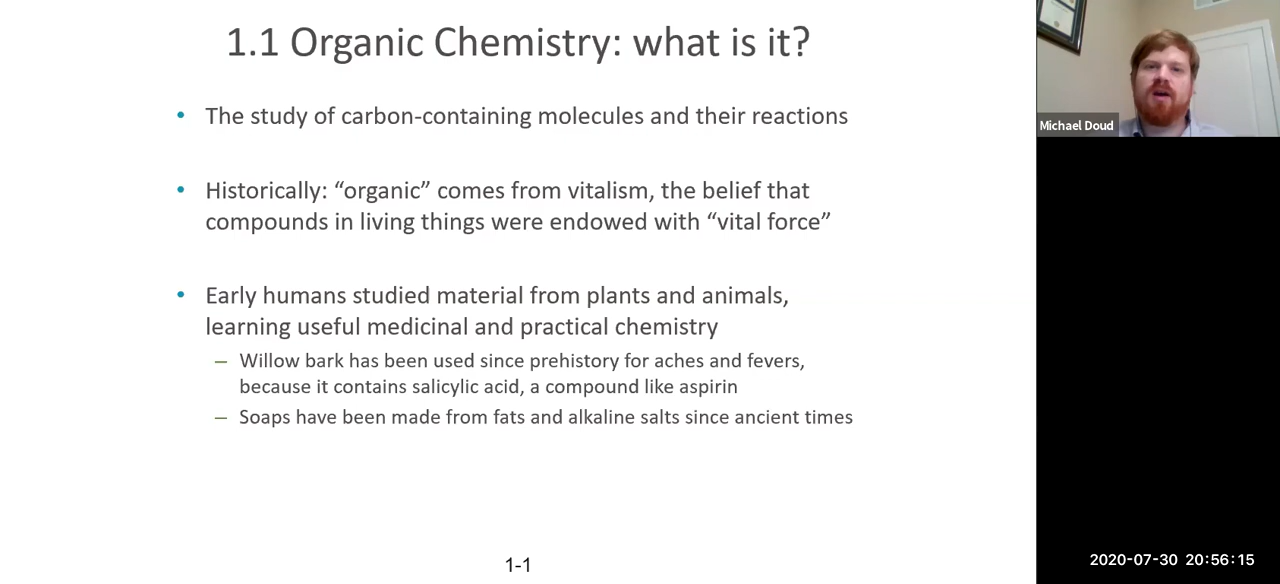 1.1 Organic Chemistry: what is it?
• The study of carbon-containing molecules and their reactions
• Historically: “organic” comes from vitalism, the belief that
compounds in living things were endowed with “vital force”
• Early humans studied material from plants and animals,
learning useful medicinal and practical chemistry
– Willow bark has been used since prehistory for aches and fevers,
because it contains salicylic acid, a compound like aspirin
– Soaps have been made from fats and alkaline salts since ancient times
1-1
Michael Doud
2020-07-30 20:56:15